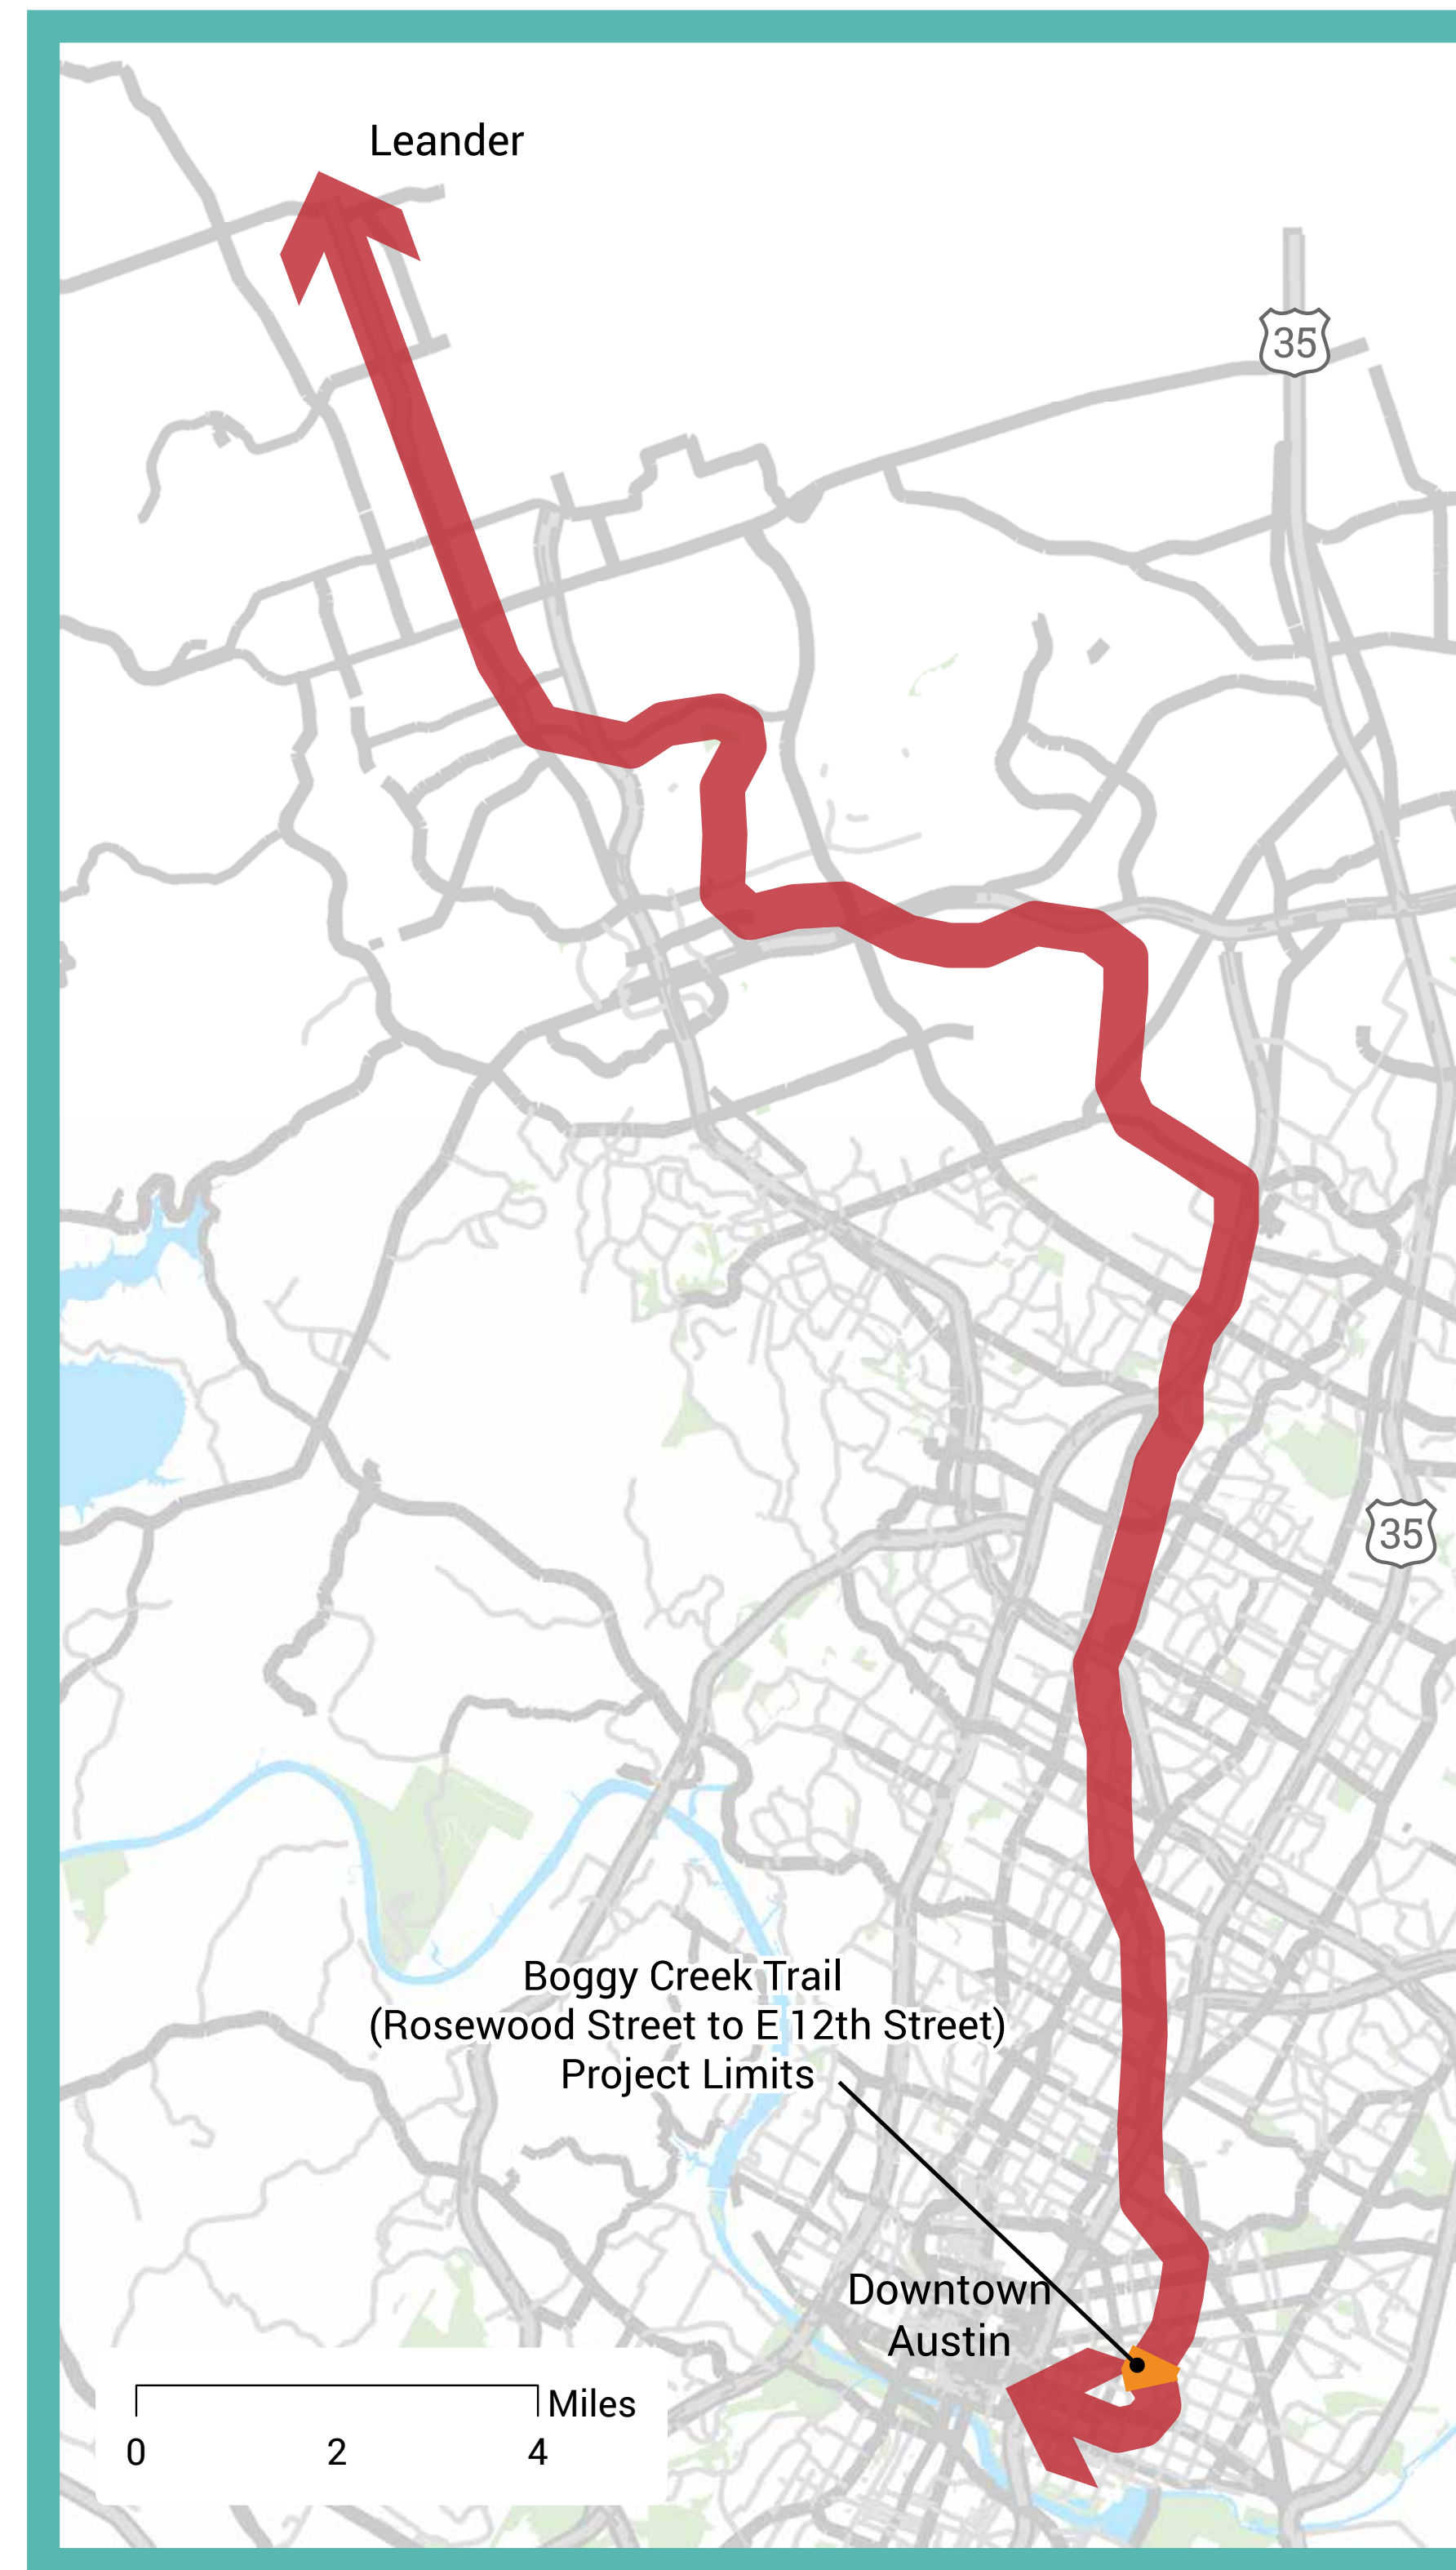 Leander
35
35
Boggy Creek Trail
(Rosewood Street to E 12th Street)
Project Limits
Downtown
Austin
Miles
0 2 4